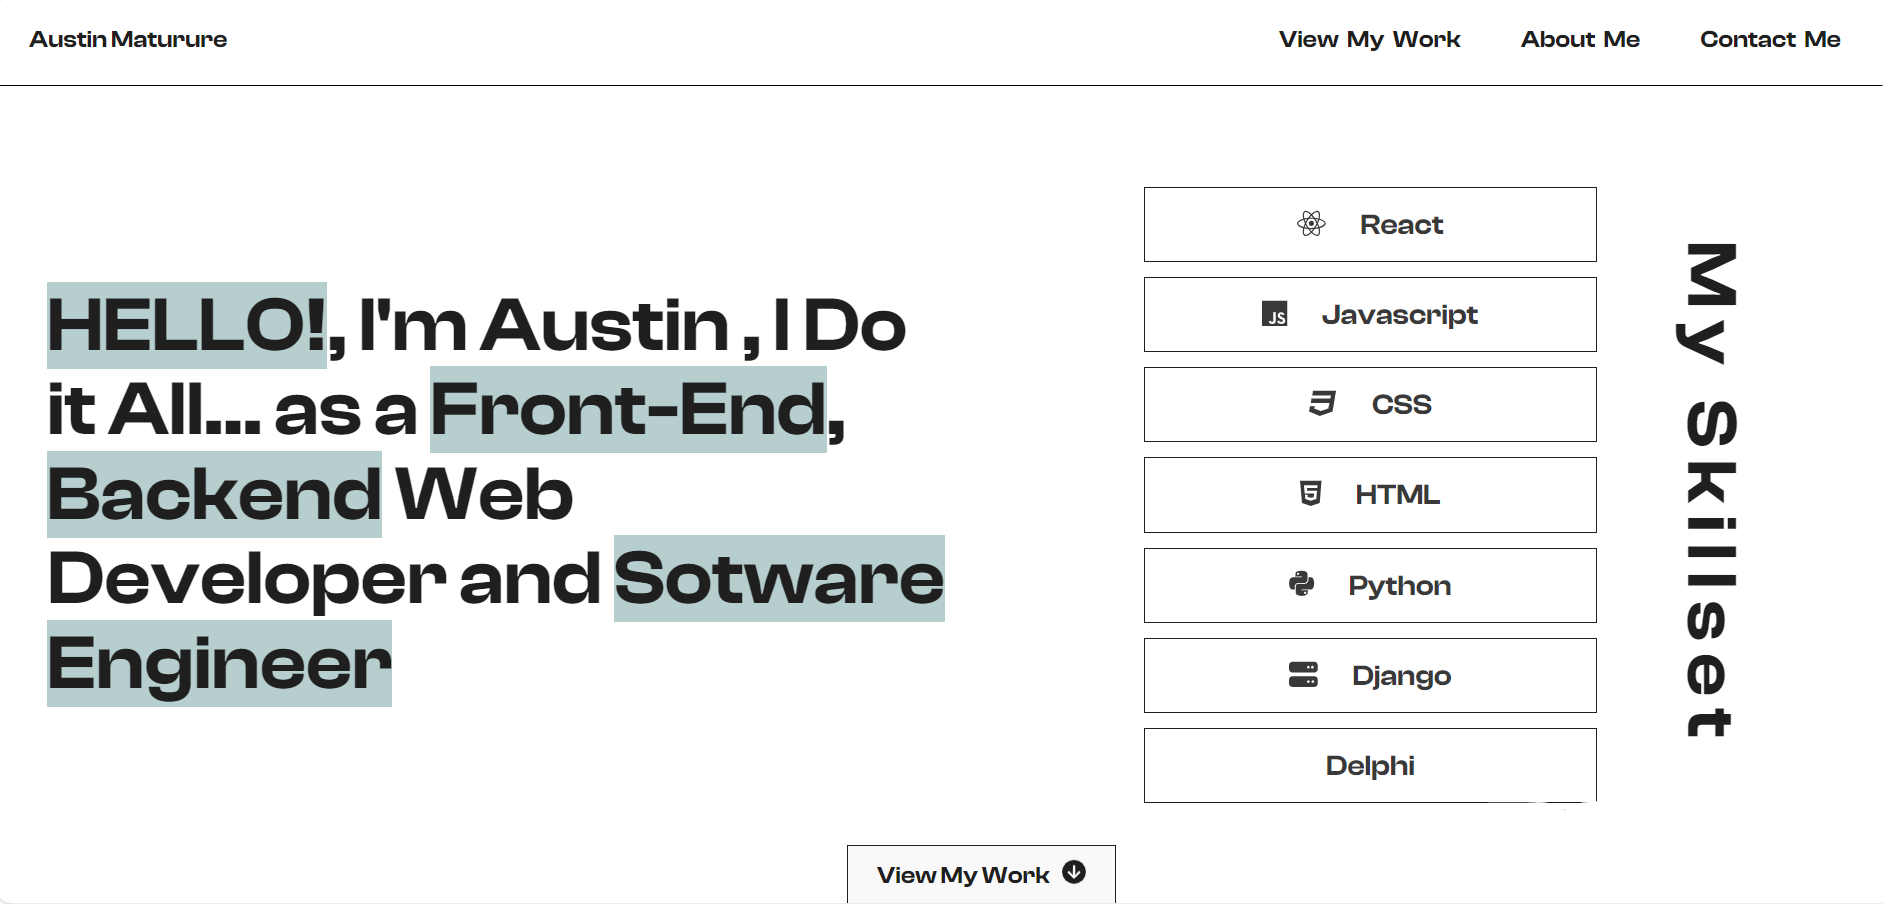 Austin Maturure
View My Work
About Me
Contact Me
HELLO!, I'm Austin , I Do
it All... as a Front-End,
Backend Web
Developer and Sotware
Engineer
React
JS
Javascript
CSS
HTML
Python
Django
Delphi
My Skillset
View My Work